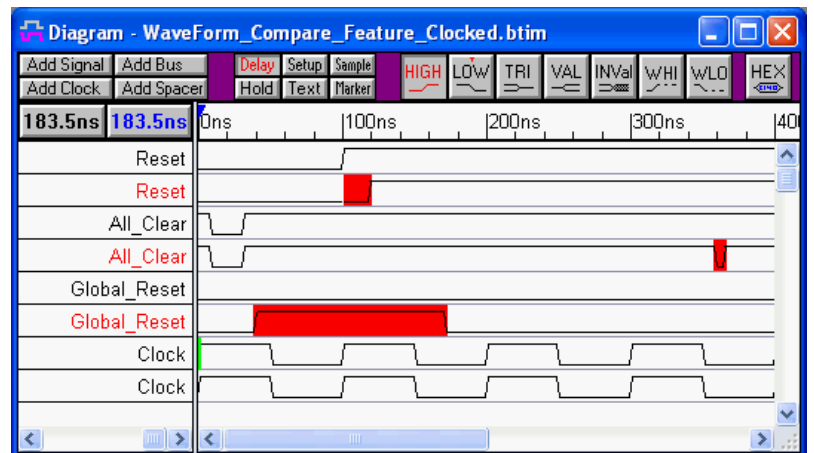 Diagram - WaveForm_Compare_Feature_Clocked.btim
Add Signal Add Bus Delay Setup Sample HIGH LOW TRI VAL INVal WHI WLO HEX
Add Clock Add Spacer Hold Text Marker
183.5ns 183.5ns 0ns |100ns |200ns |300ns |40
Reset
Reset
All_Clear
All_Clear
Global_Reset
Global_Reset
Clock
Clock